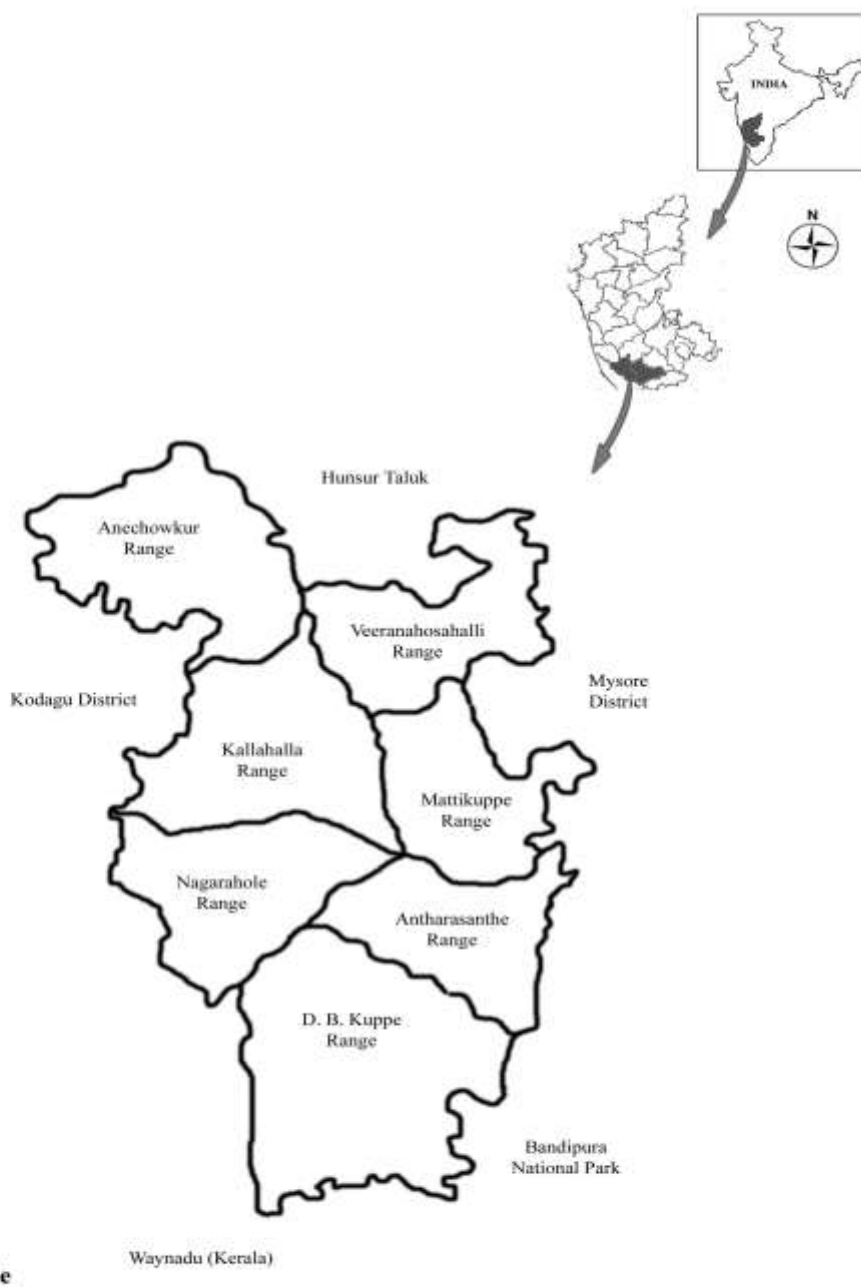 INDIA
N
Hunsur Taluk
Anechowkur
Range
Veeranahosahalli
Range
Kodagu District
Mysore
District
Kallahalla
Range
Mattikuppe
Range
Nagarahole
Range
Antharasanthe
Range
D. B. Kuppe
Range
Bandipura
National Park
Waynadu (Kerala)
e